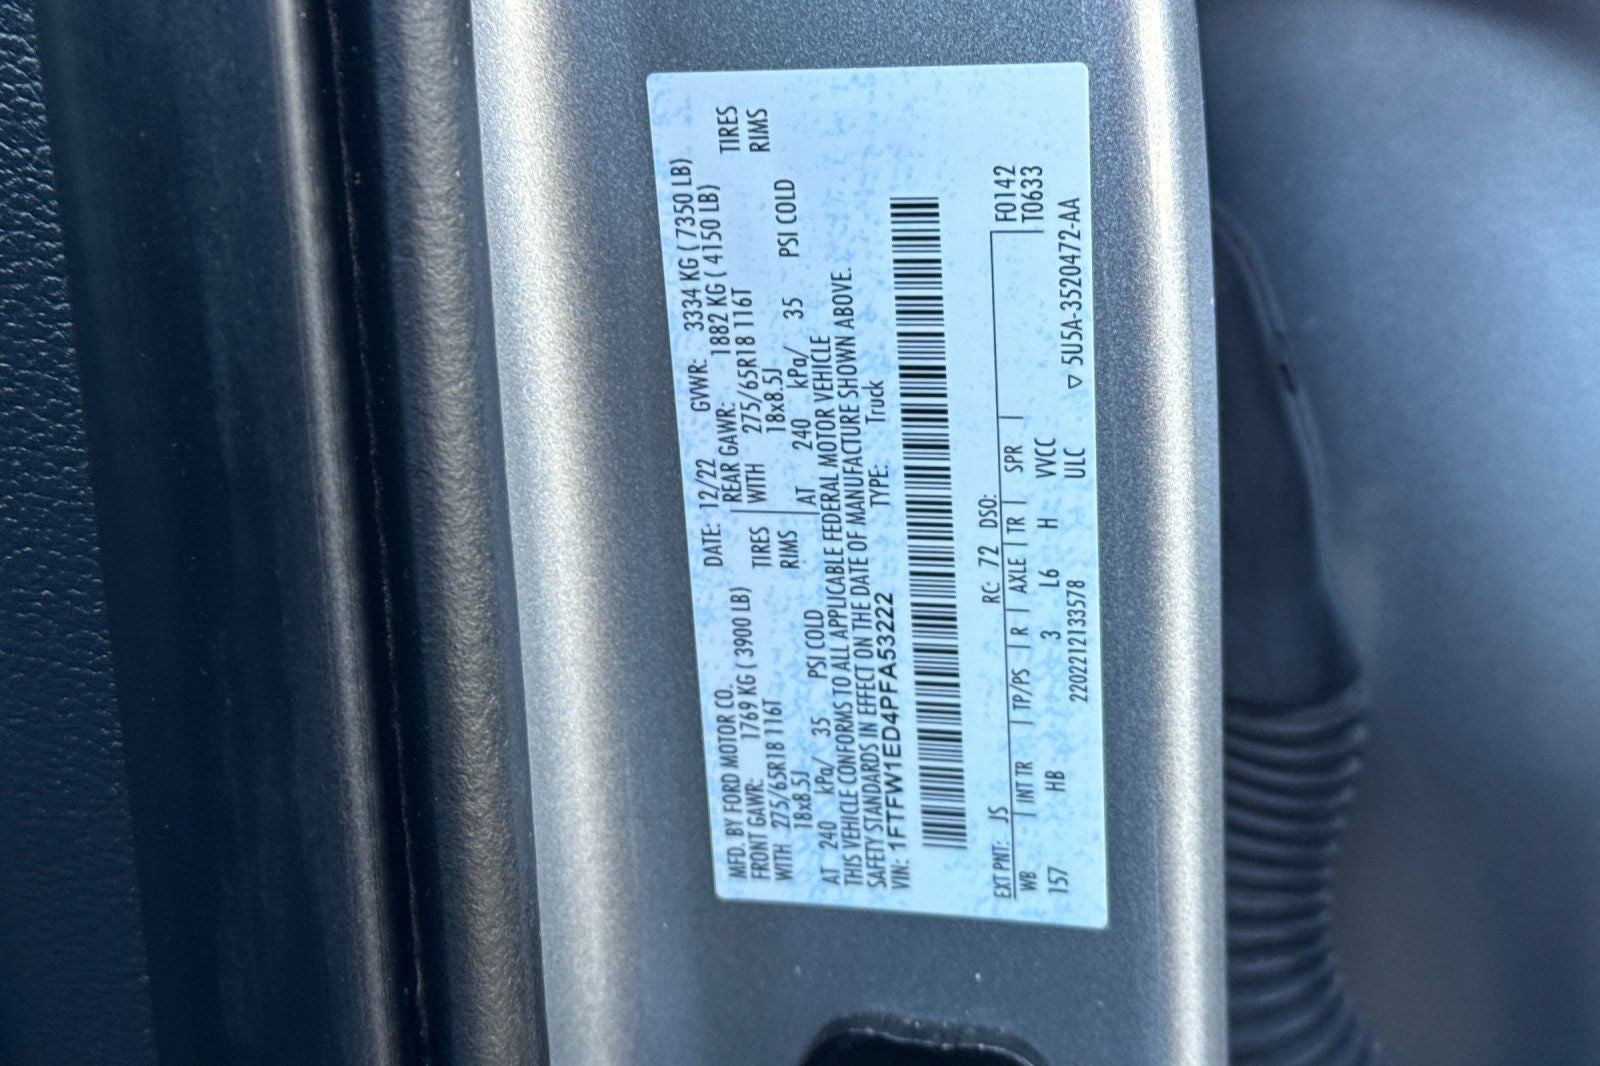 MFD. BY FORD MOTOR CO. DATE: 12/22 GVWR: 3334 KG ( 7350 LB)
FRONT GAWR: 1769 KG ( 3900 LB) REAR GAWR: 1882 KG ( 4150 LB)
WITH 275/65R18 116T TIRES WITH 275/65R18 116T TIRES
18x8.5J RIMS 18x8.5J RIMS
AT 240 kPa/ 35 PSI COLD AT 240 kPa/ 35 PSI COLD
THIS VEHICLE CONFORMS TO ALL APPLICABLE FEDERAL MOTOR VEHICLE
SAFETY STANDARDS IN EFFECT ON THE DATE OF MANUFACTURE SHOWN ABOVE.
VIN: 1FTFW1ED4PFA53222 TYPE: Truck
EXT PNT: JS RC: 72 DSO: F0142
WB INT TR TP/PS R AXLE TR SPR T0633
157 HB 3 L6 H VVCC
220221213578 ULC ▽ 5U5A-3520472-AA